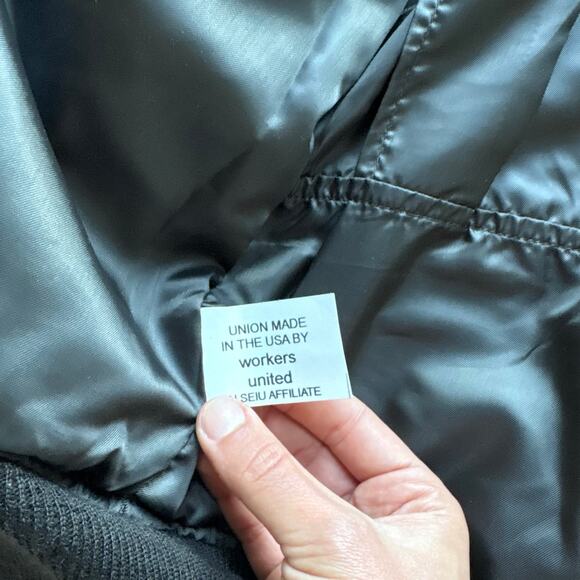 UNION MADE
IN THE USA BY
workers
united
SEIU AFFILIATE